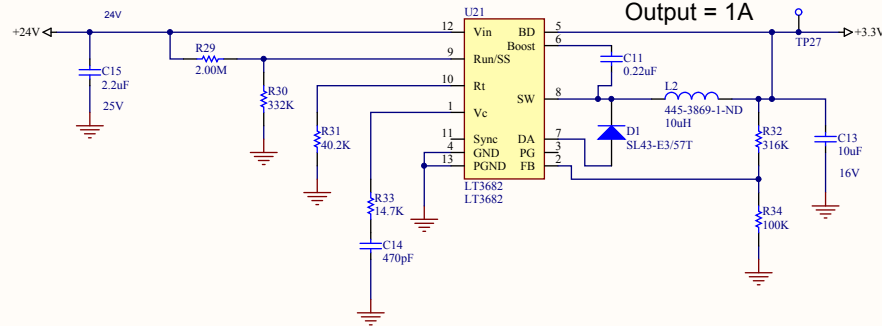 Output = 1A
+24V
24V
U21
+3.3V
TP27
12 Vin BD 5
9 Run/SS Boost 6
10 Rt
1 Vc SW 8
11 Sync DA 7
4 GND PG 3
13 PGND FB 2
LT3682
LT3682
C15
2.2uF
25V
R29
2.00M
R30
332K
R31
40.2K
R33
14.7K
C14
470pF
C11
0.22uF
L2
445-3869-1-ND
10uH
D1
SL43-E3/57T
R32
316K
C13
10uF
16V
R34
100K